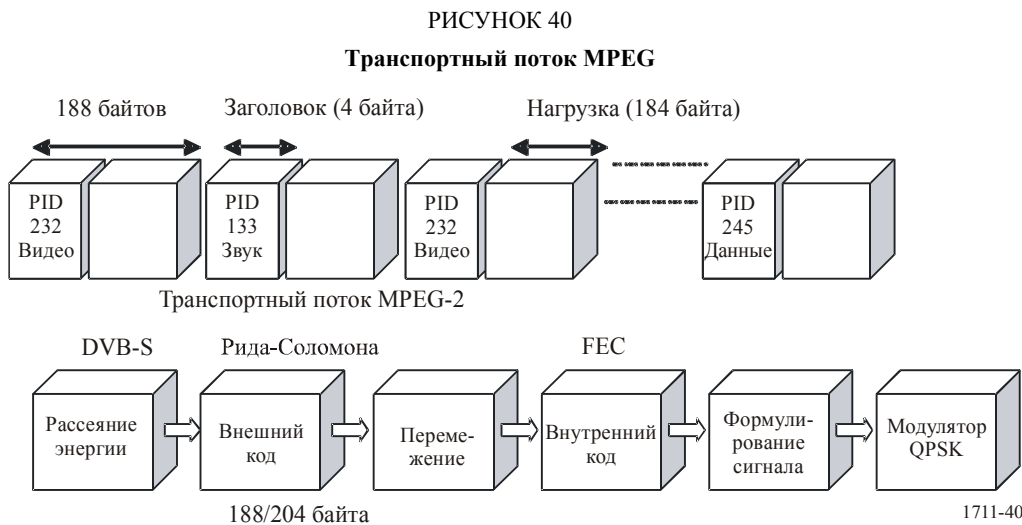 РИСУНОК 40
Транспортный поток MPEG
188 байтов
Заголовок (4 байта)
Нагрузка (184 байта)
PID
232
Видео
PID
133
Звук
PID
232
Видео
PID
245
Данные
Транспортный поток MPEG-2
DVB-S
Рида-Соломона
FEC
Рассеяние
энергии
Внешний
код
Переме-
жение
Внутренний
код
Формули-
рование
сигнала
Модулятор
QPSK
188/204 байта
1711-40